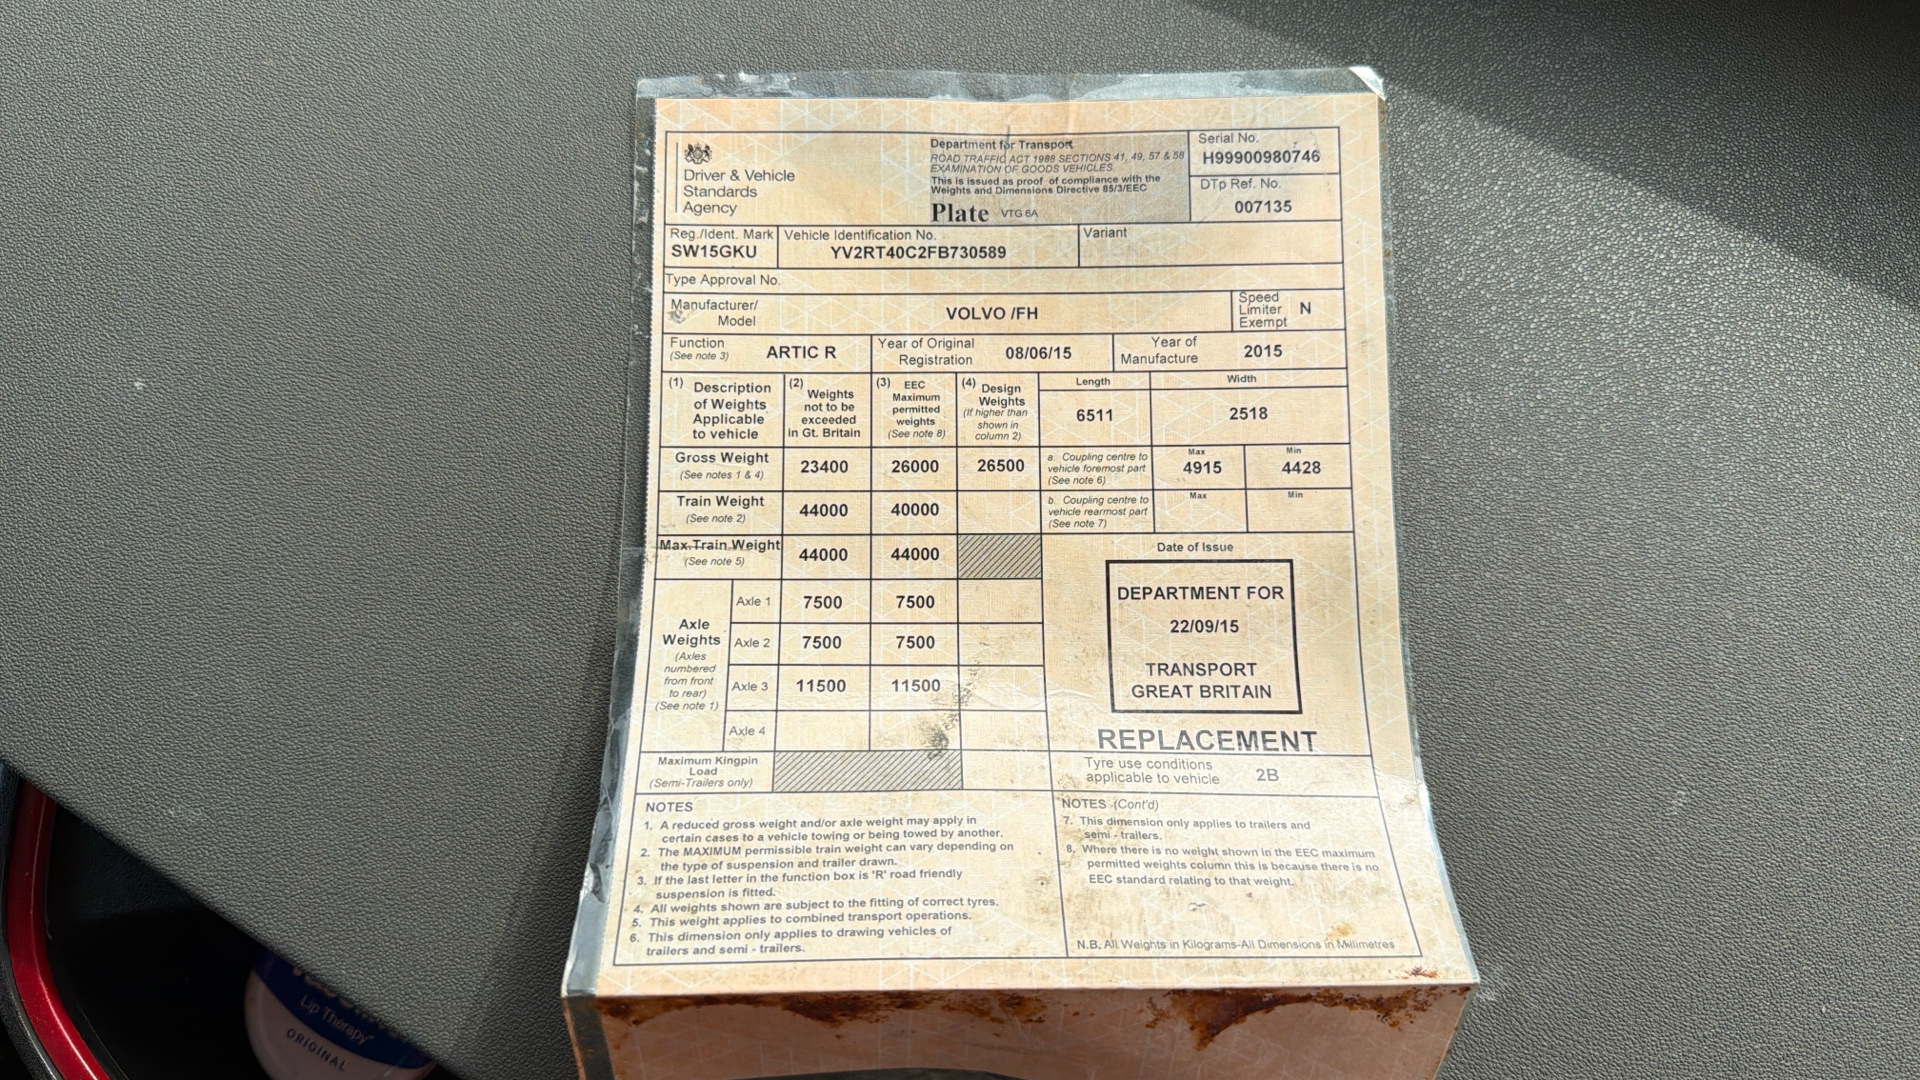 Driver & Vehicle
Standards
Agency
Department for Transport
ROAD TRAFFIC ACT 1988 SECTIONS 41, 49, 57 & 58
EXAMINATION OF GOODS VEHICLES
This is issued as proof of compliance with the
Weights and Dimensions Directive 85/3/EEC
Plate VTG 6A
Serial No.
H99900980746
DTp Ref. No.
007135
Reg./Ident. Mark
SW15GKU
Vehicle Identification No.
YV2RT40C2FB730589
Variant
Type Approval No.
Manufacturer/
Model
VOLVO /FH
Speed
Limiter
Exempt
N
Function
(See note 3)
ARTIC R
Year of Original
Registration
08/06/15
Year of
Manufacture
2015
(1) Description
of Weights
Applicable
to vehicle
(2) Weights
not to be
exceeded
in Gt. Britain
(3) EEC
Maximum
permitted
weights
(See note 8)
(4) Design
Weights
(If higher than
shown in
column 2)
Length
6511
Width
2518
Gross Weight
(See notes 1 & 4)
23400
26000
26500
a. Coupling centre to
vehicle foremost part
(See note 6)
Max
4915
Min
4428
Train Weight
(See note 2)
44000
40000
b. Coupling centre to
vehicle rearmost part
(See note 7)
Max
Min
Max.Train Weight
(See note 5)
44000
44000
Axle
Weights
(Axles
numbered
from front
to rear)
(See note 1)
Axle 1
7500
7500
Axle 2
7500
7500
Axle 3
11500
11500
Axle 4
Date of Issue
DEPARTMENT FOR
22/09/15
TRANSPORT
GREAT BRITAIN
REPLACEMENT
Maximum Kingpin
Load
(Semi-Trailers only)
Tyre use conditions
applicable to vehicle
2B
NOTES
1. A reduced gross weight and/or axle weight may apply in
certain cases to a vehicle towing or being towed by another.
2. The MAXIMUM permissible train weight can vary depending on
the type of suspension and trailer drawn.
3. If the last letter in the function box is 'R' road friendly
suspension is fitted.
4. All weights shown are subject to the fitting of correct tyres.
5. This weight applies to combined transport operations.
6. This dimension only applies to drawing vehicles of
trailers and semi - trailers.
NOTES (Cont'd)
7. This dimension only applies to trailers and
semi - trailers.
8. Where there is no weight shown in the EEC maximum
permitted weights column this is because there is no
EEC standard relating to that weight.
N.B. All Weights in Kilograms-All Dimensions in Milimetres
Lip Therapy
ORIGINAL